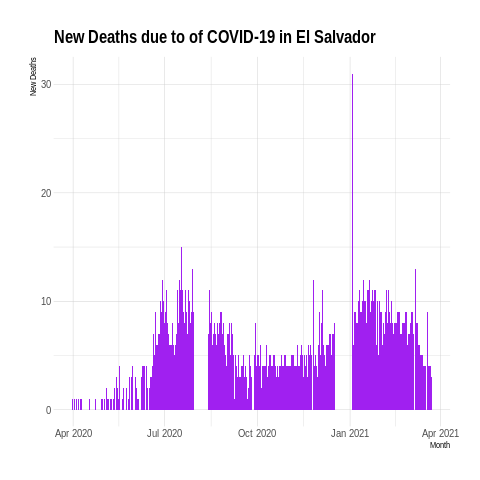 New Deaths due to of COVID-19 in El Salvador
New Deaths
30
20
10
0
Apr 2020
Jul 2020
Oct 2020
Jan 2021
Apr 2021
Month